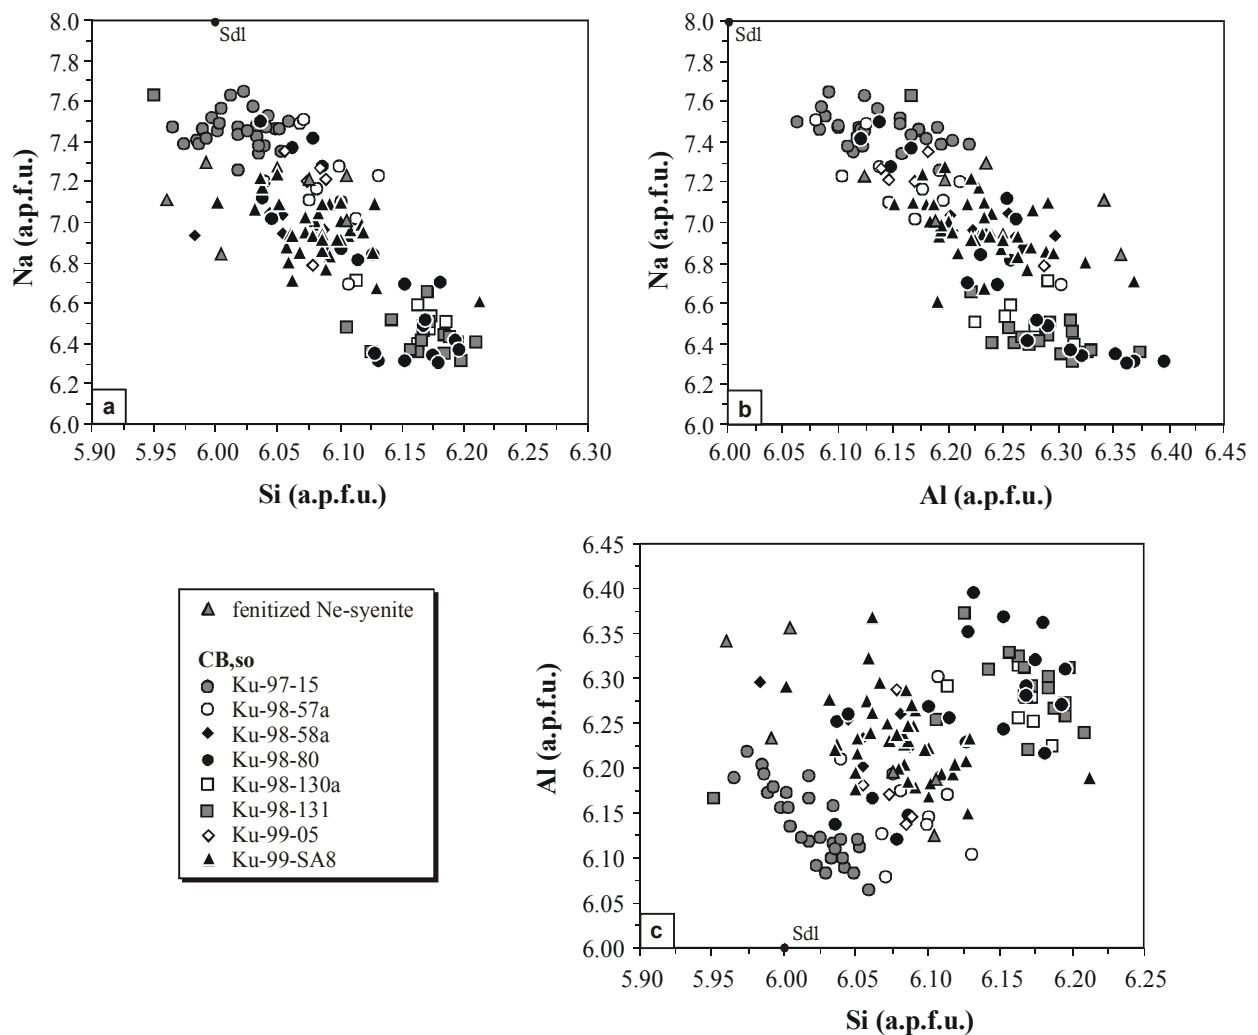 8.0
7.8
7.6
7.4
7.2
7.0
6.8
6.6
6.4
6.2
6.0
Na (a.p.f.u.)
Sdl
a
5.90 5.95 6.00 6.05 6.10 6.15 6.20 6.25 6.30
Si (a.p.f.u.)
8.0
7.8
7.6
7.4
7.2
7.0
6.8
6.6
6.4
6.2
6.0
Na (a.p.f.u.)
Sdl
b
6.00 6.05 6.10 6.15 6.20 6.25 6.30 6.35 6.40 6.45
Al (a.p.f.u.)
fenitized Ne-syenite
CB,so
Ku-97-15
Ku-98-57a
Ku-98-58a
Ku-98-80
Ku-98-130a
Ku-98-131
Ku-99-05
Ku-99-SA8
6.45
6.40
6.35
6.30
6.25
6.20
6.15
6.10
6.05
6.00
Al (a.p.f.u.)
Sdl
c
5.90 5.95 6.00 6.05 6.10 6.15 6.20 6.25
Si (a.p.f.u.)